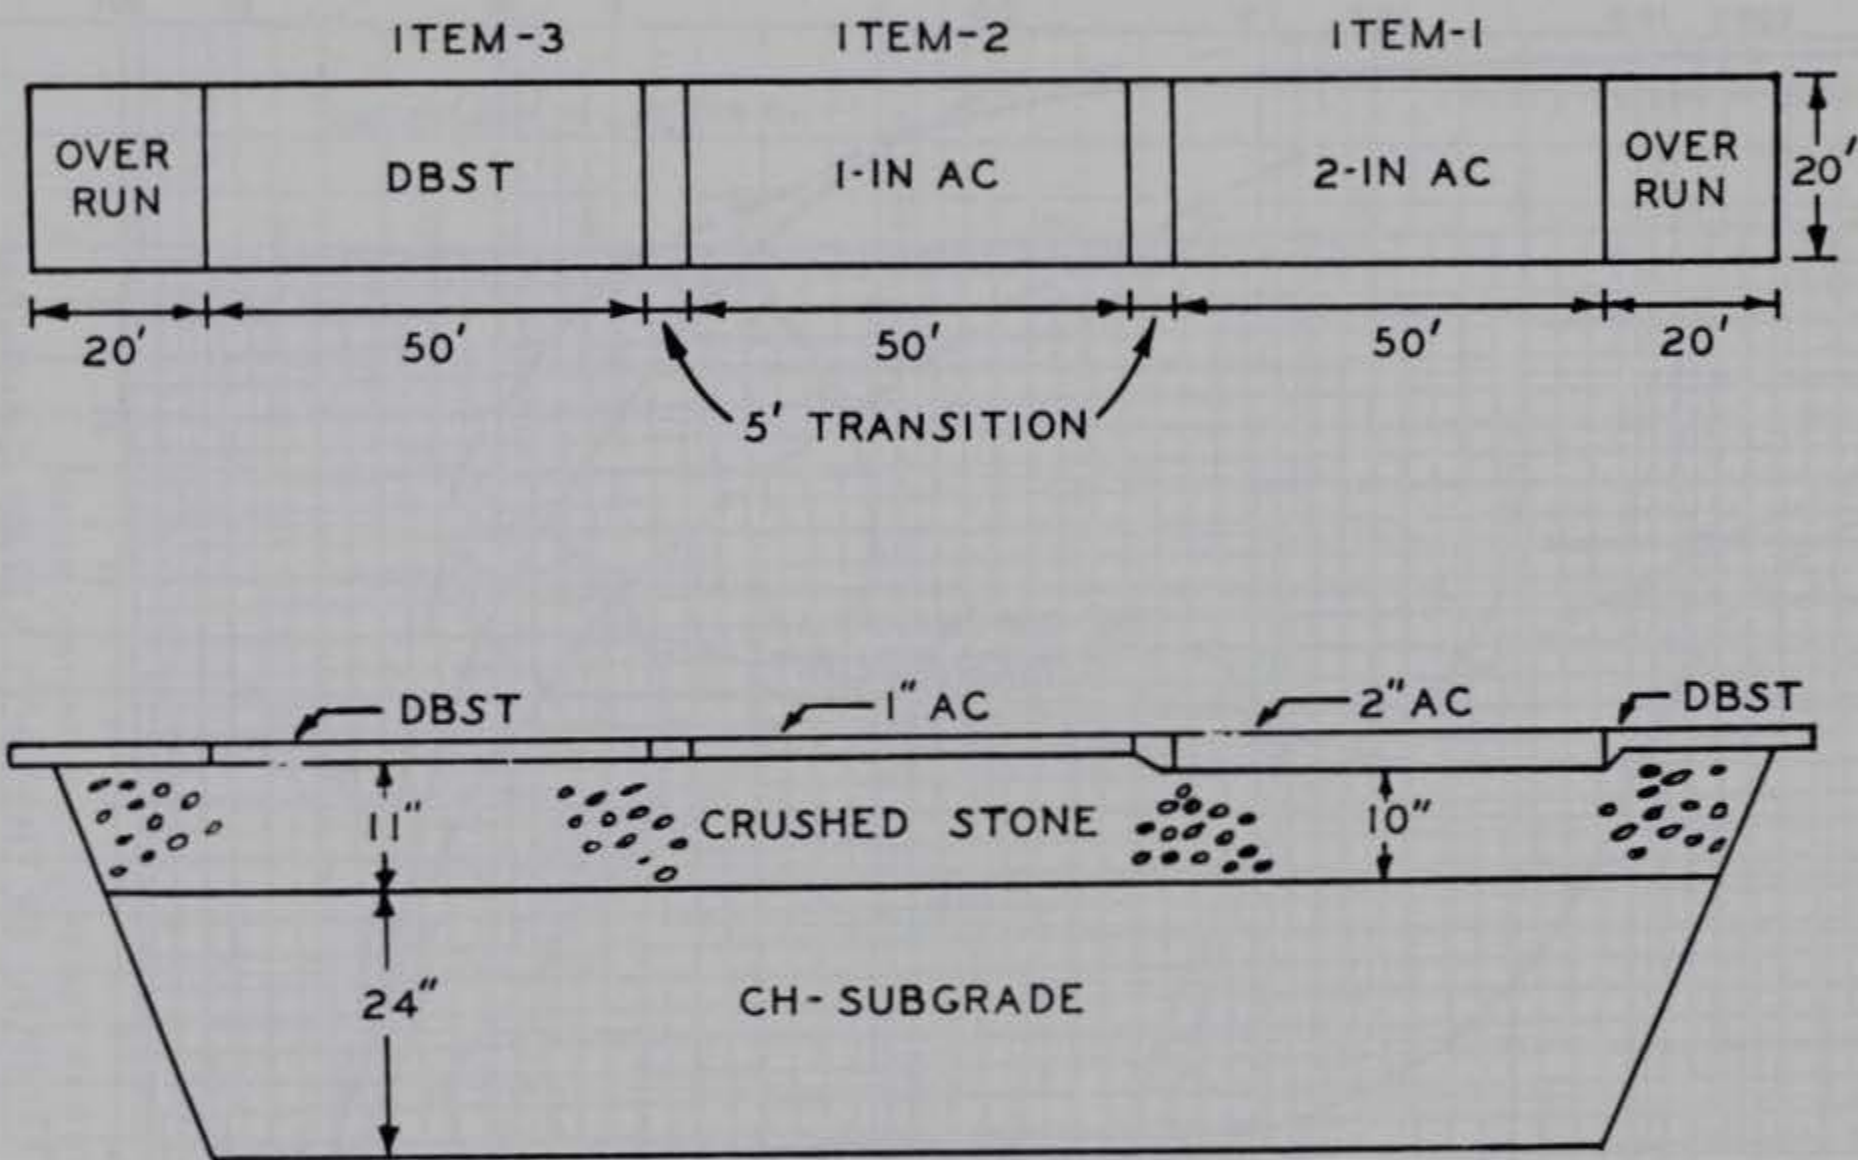 ITEM-3 ITEM-2 ITEM-1
OVER RUN
DBST
1-IN AC
2-IN AC
OVER RUN
20'
20' 50' 50' 50' 20'
5' TRANSITION
DBST 1" AC 2" AC DBST
11" CRUSHED STONE 10"
24" CH-SUBGRADE